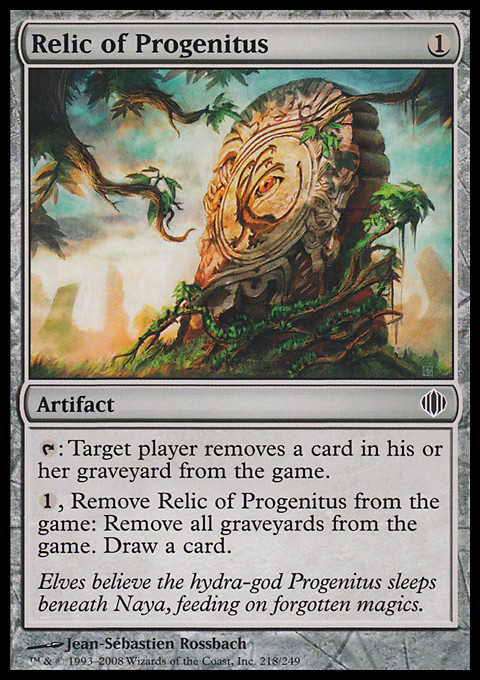 Relic of Progenitus 1
Artifact
: Target player removes a card in his or
her graveyard from the game.
1, Remove Relic of Progenitus from the
game: Remove all graveyards from the
game. Draw a card.
Elves believe the hydra-god Progenitus sleeps
beneath Naya, feeding on forgotten magics.
Jean-Sébastien Rossbach
™ & © 1993–2008 Wizards of the Coast, Inc. 218/249